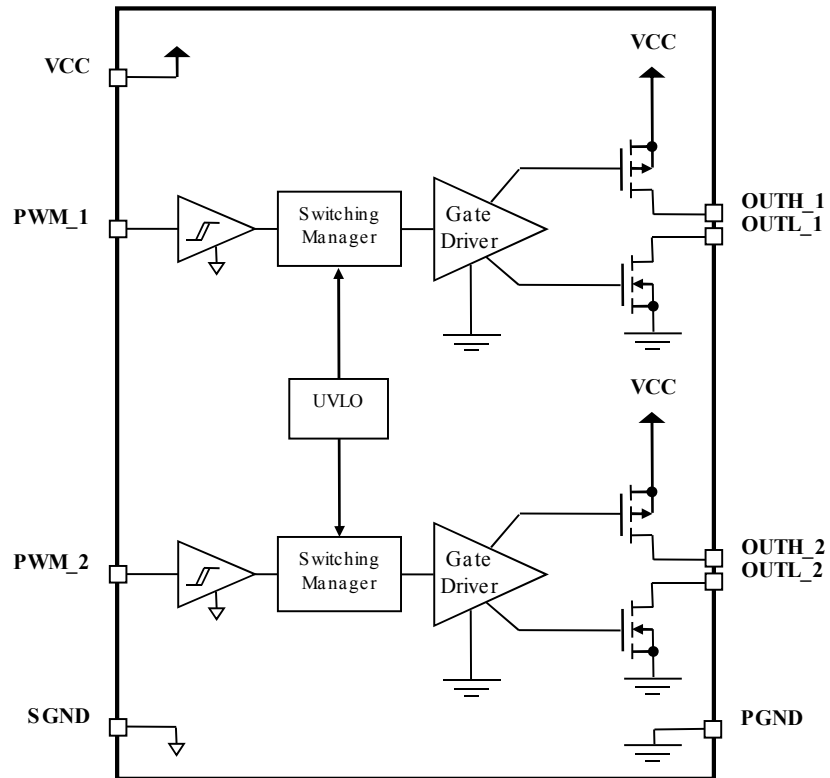 VCC
VCC
PWM_1
Switching
Manager
Gate
Driver
OUTH_1
OUTL_1
UVLO
VCC
PWM_2
Switching
Manager
Gate
Driver
OUTH_2
OUTL_2
SGND
PGND